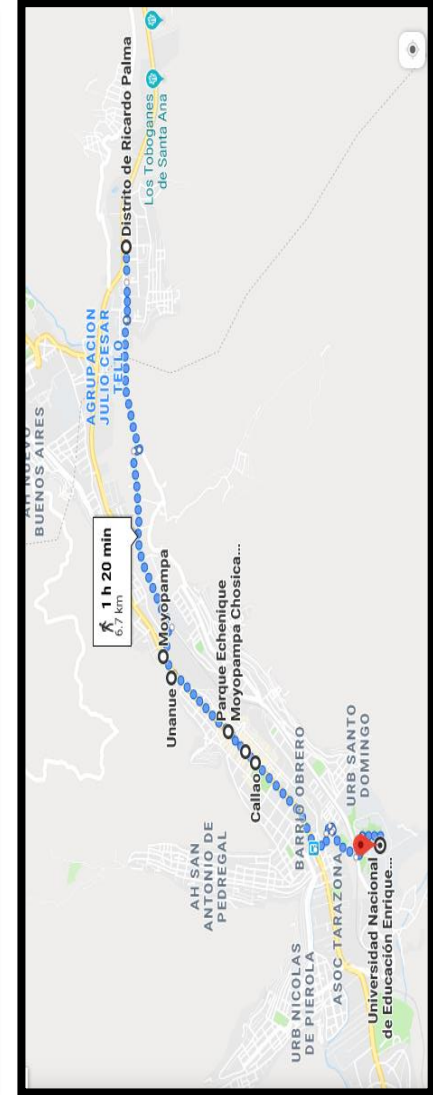 Distrito de Ricardo Palma
Los Toboganes
de Santa Ana
AGRUPACION
JULIO CESAR
TELLO
AH NUEVO
BUENOS AIRES
1 h 20 min
6.7 km
Moyopampa
Unanue
Parque Echenique
Moyopampa Chosica...
Callao
AH SAN
ANTONIO DE
PEDREGAL
BARRIO OBRERO
URB SANTO
DOMINGO
URB NICOLAS
DE PIEROLA
ASOC TARAZONA
Universidad Nacional
de Educación Enrique...